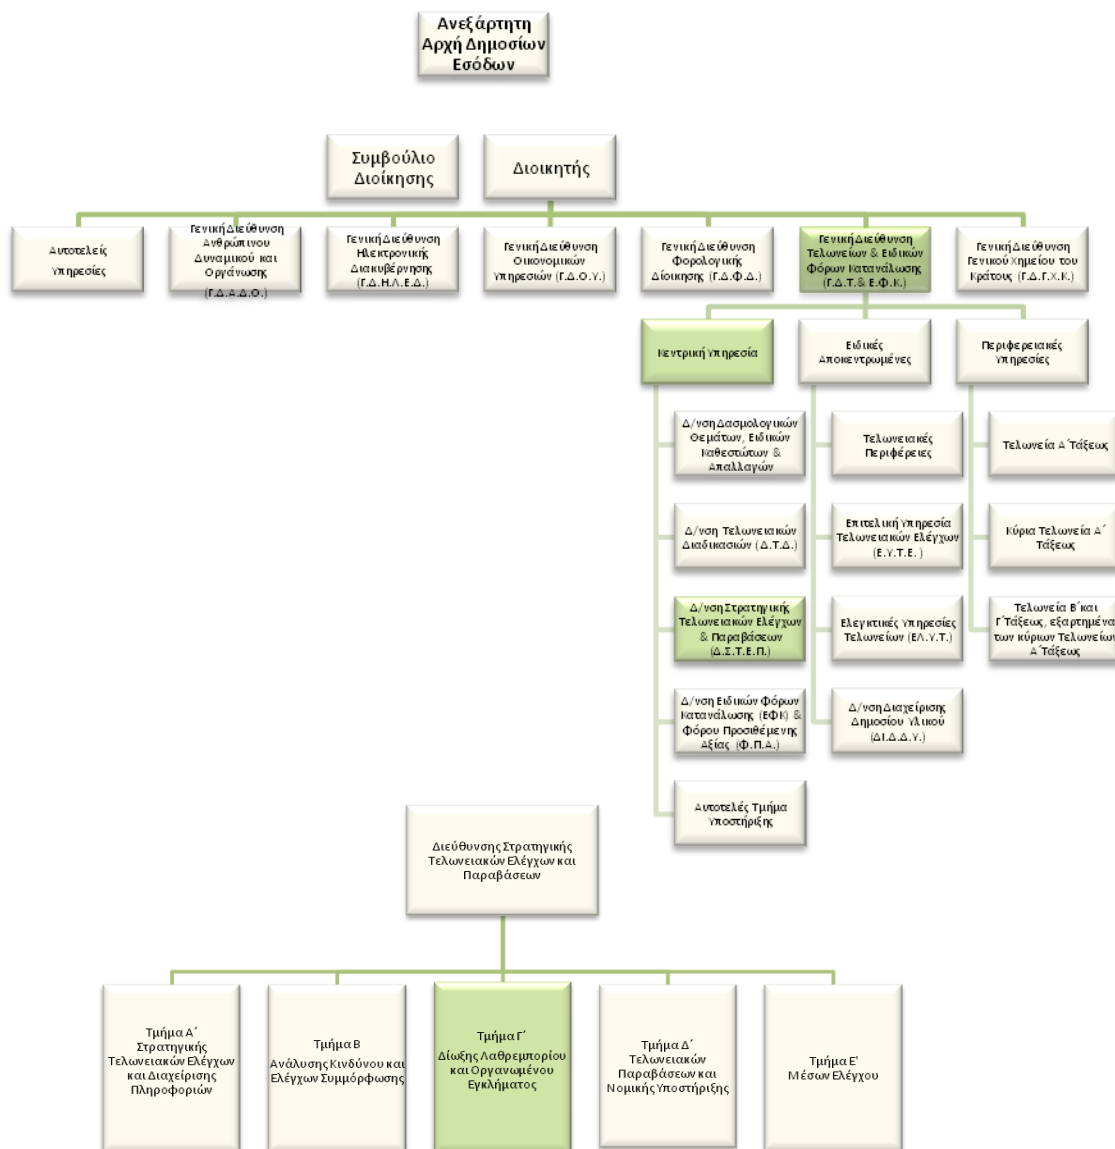 Ανεξάρτητη
Αρχή Δημοσίων
Εσόδων
Συμβούλιο
Διοίκησης
Διοικητής
Αυτοτελείς
Υπηρεσίες
Γενική Διεύθυνση
Ανθρώπινου
Δυναμικού και
Οργάνωσης
(Γ.Δ.Α.Δ.Ο.)
Γενική Διεύθυνση
Ηλεκτρονικής
Διακυβέρνησης
(Γ.Δ.Η.Λ.Ε.Δ.)
Γενική Διεύθυνση
Οικονομικών
Υπηρεσιών (Γ.Δ.Ο.Υ.)
Γενική Διεύθυνση
Φορολογικής
Δίοικησης (Γ.Δ.Φ.Δ.)
Γενική Διεύθυνση
Τελωνείων & Ειδικών
Φόρων Κατανάλωσης
(Γ.Δ.Τ.& Ε.Φ.Κ.)
Γενική Διεύθυνση
Γενικού Χημείου του
Κράτους (Γ.Δ.Γ.Χ.Κ.)
Κεντρική Υπηρεσία
Ειδικές
Αποκεντρωμένες
Περιφερειακές
Υπηρεσίες
Δ/νση Δασμολογικών
Θεμάτων, Ειδικών
Καθεστώτων &
Απαλλαγών
Τελωνειακές
Περιφέρειες
Τελωνεία Α΄Τάξεως
Δ/νση Τελωνειακών
Διαδικασιών (Δ.Τ.Δ.)
Επιτελική Υπηρεσία
Τελωνειακών Ελέγχων
(Ε.Υ.Τ.Ε. )
Κύρια Τελωνεία Α΄
Τάξεως
Δ/νση Στρατηγικής
Τελωνειακών Ελέγχων
& Παραβάσεων
(Δ.Σ.Τ.Ε.Π.)
Ελεγκτικές Υπηρεσίες
Τελωνείων (ΕΛ.Υ.Τ.)
Τελωνεία Β΄και
Γ΄Τάξεως, εξαρτημένα
των κύριων Τελωνείων
Α΄Τάξεως
Δ/νση Ειδικών Φόρων
Κατανάλωσης (ΕΦΚ) &
Φόρου Προσιθέμενης
Αξίας (Φ.Π.Α.)
Δ/νση Διαχείρισης
Δημοσίου Υλικού
(ΔΙ.Δ.Δ.Υ.)
Αυτοτελές Τμήμα
Υποστήριξης
Διεύθυνσης Στρατηγικής
Τελωνειακών Ελέγχων και
Παραβάσεων
Τμήμα Α΄
Στρατηγικής
Τελωνειακών Ελέγχων
και Διαχείρισης
Πληροφοριών
Τμήμα Β
Ανάλυσης Κινδύνου και
Ελέγχων Συμμόρφωσης
Τμήμα Γ΄
Δίωξης Λαθρεμπορίου
και Οργανωμένου
Εγκλήματος
Τμήμα Δ΄
Τελωνειακών
Παραβάσεων και
Νομικής Υποστήριξης
Τμήμα Ε'
Μέσων Ελέγχου